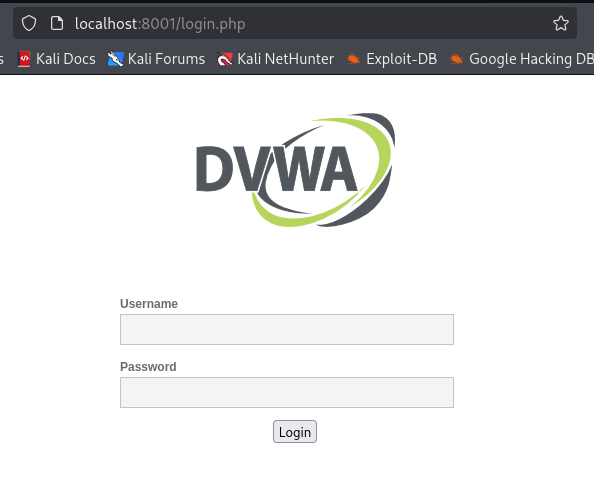 localhost:8001/login.php
s Kali Docs Kali Forums Kali NetHunter Exploit-DB Google Hacking DB
DVWA
Username
Password
Login